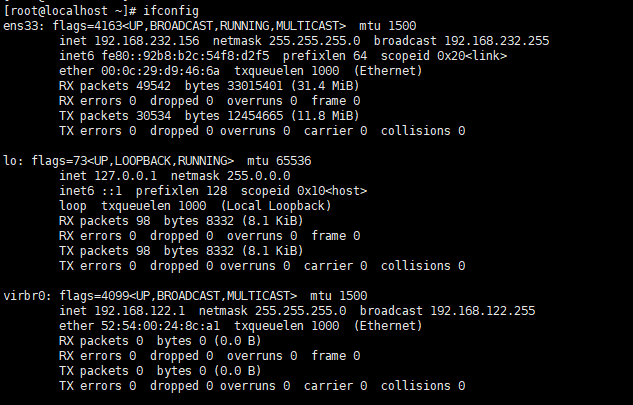 [root@localhost ~]# ifconfig
ens33: flags=4163<UP,BROADCAST,RUNNING,MULTICAST>  mtu 1500
        inet 192.168.232.156  netmask 255.255.255.0  broadcast 192.168.232.255
        inet6 fe80::92b8:b2c:54f8:d2f5  prefixlen 64  scopeid 0x20<link>
        ether 00:0c:29:d9:46:6a  txqueuelen 1000  (Ethernet)
        RX packets 49542  bytes 33015401 (31.4 MiB)
        RX errors 0  dropped 0  overruns 0  frame 0
        TX packets 30534  bytes 12454665 (11.8 MiB)
        TX errors 0  dropped 0 overruns 0  carrier 0  collisions 0

lo: flags=73<UP,LOOPBACK,RUNNING>  mtu 65536
        inet 127.0.0.1  netmask 255.0.0.0
        inet6 ::1  prefixlen 128  scopeid 0x10<host>
        loop  txqueuelen 1000  (Local Loopback)
        RX packets 98  bytes 8332 (8.1 KiB)
        RX errors 0  dropped 0  overruns 0  frame 0
        TX packets 98  bytes 8332 (8.1 KiB)
        TX errors 0  dropped 0 overruns 0  carrier 0  collisions 0

virbr0: flags=4099<UP,BROADCAST,MULTICAST>  mtu 1500
        inet 192.168.122.1  netmask 255.255.255.0  broadcast 192.168.122.255
        ether 52:54:00:24:8c:a1  txqueuelen 1000  (Ethernet)
        RX packets 0  bytes 0 (0.0 B)
        RX errors 0  dropped 0  overruns 0  frame 0
        TX packets 0  bytes 0 (0.0 B)
        TX errors 0  dropped 0 overruns 0  carrier 0  collisions 0